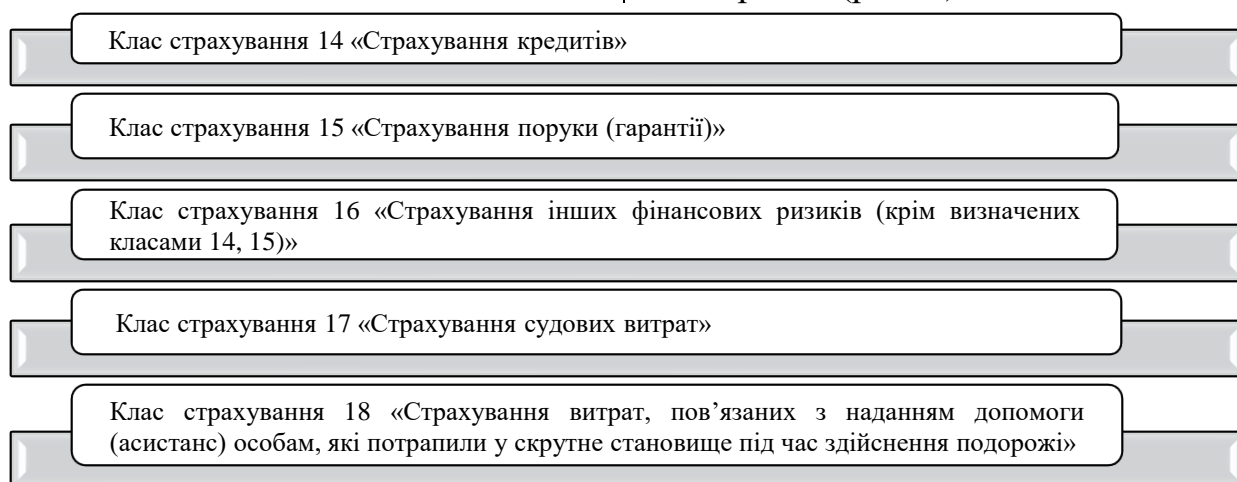 Клас страхування 14 «Страхування кредитів»
Клас страхування 15 «Страхування поруки (гарантії)»
Клас страхування 16 «Страхування інших фінансових ризиків (крім визначених
класами 14, 15)»
Клас страхування 17 «Страхування судових витрат»
Клас страхування 18 «Страхування витрат, пов’язаних з наданням допомоги
(асистанс) особам, які потрапили у скрутне становище під час здійснення подорожі»